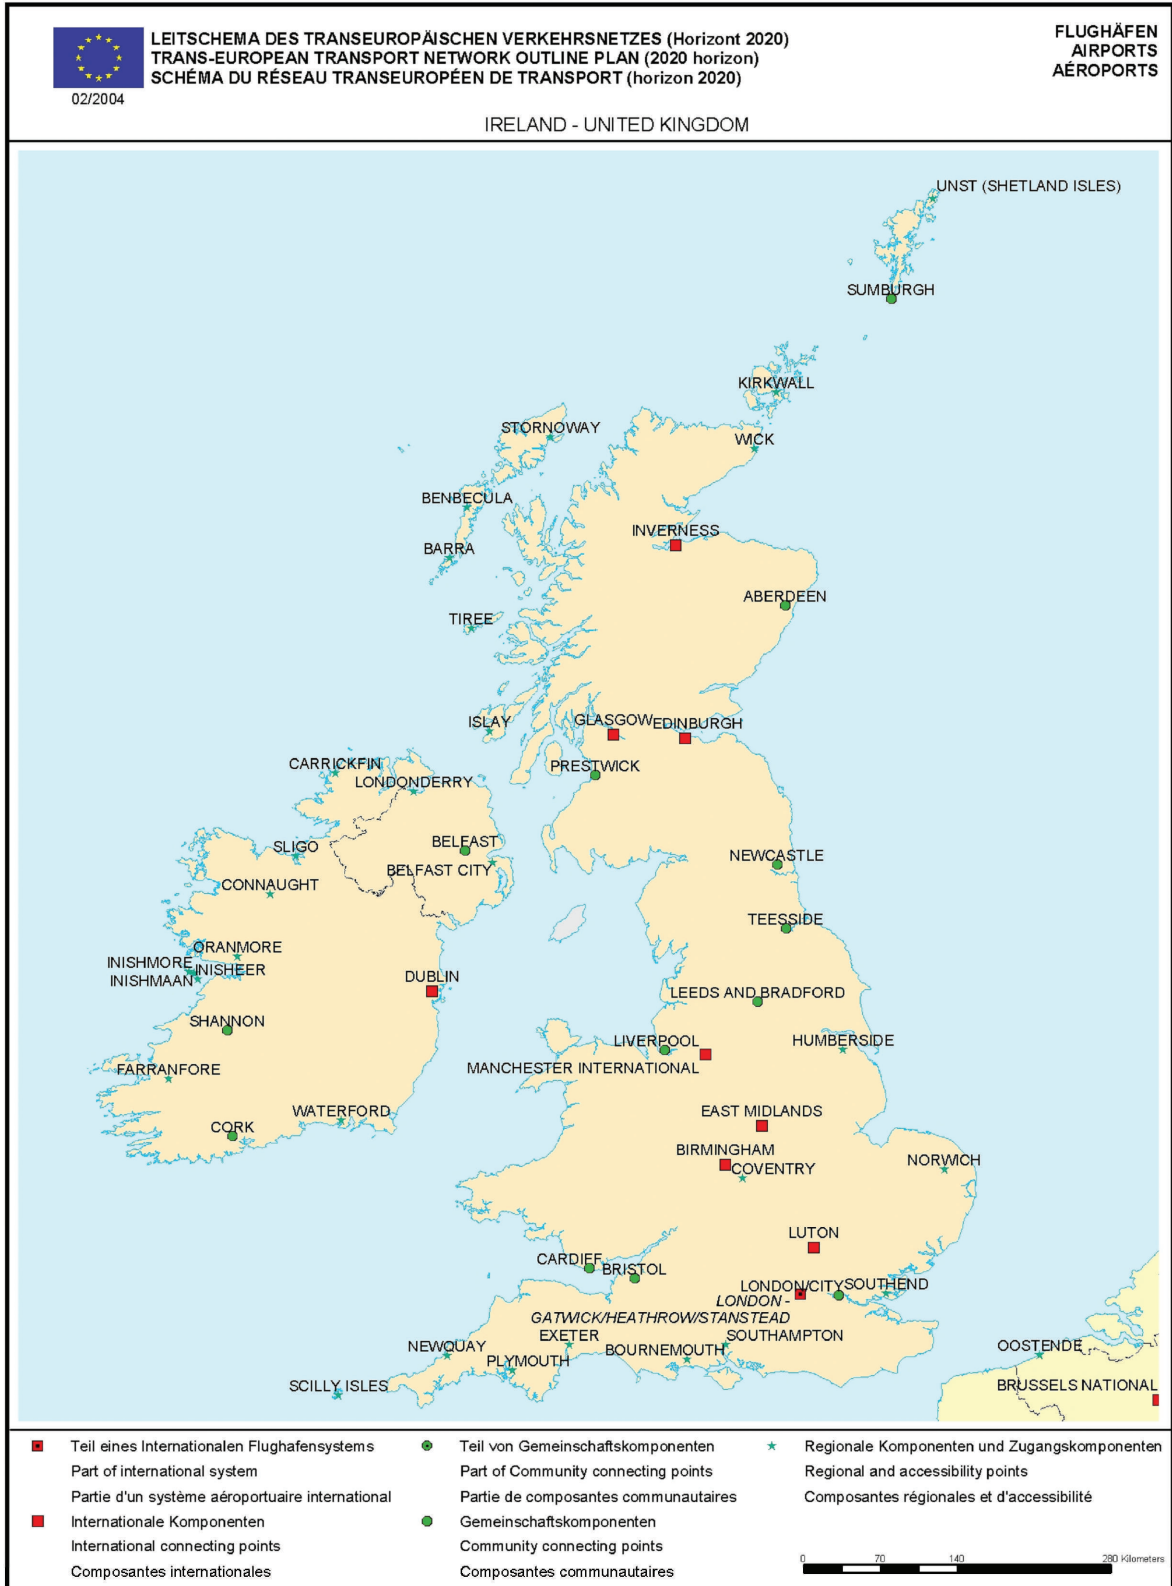 LEITSCHEMA DES TRANSEUROPÄISCHEN VERKEHRSNETZES (Horizont 2020)
TRANS-EUROPEAN TRANSPORT NETWORK OUTLINE PLAN (2020 horizon)
SCHÉMA DU RÉSEAU TRANSEUROPÉEN DE TRANSPORT (horizon 2020)
02/2004
FLUGHÄFEN
AIRPORTS
AÉROPORTS
IRELAND - UNITED KINGDOM
UNST (SHETLAND ISLES)
SUMBURGH
KIRKWALL
STORNOWAY
WICK
BENBECULA
INVERNESS
BARRA
ABERDEEN
TIREE
ISLAY
GLASGOW
EDINBURGH
CARRICKFIN
PRESTWICK
LONDONDERRY
SLIGO
BELFAST
NEWCASTLE
BELFAST CITY
CONNAUGHT
TEESSIDE
ORANMORE
INISHMORE
INISHEER
INISHMAAN
DUBLIN
LEEDS AND BRADFORD
SHANNON
LIVERPOOL
HUMBERSIDE
FARRANFORE
MANCHESTER INTERNATIONAL
WATERFORD
EAST MIDLANDS
CORK
BIRMINGHAM
COVENTRY
NORWICH
LUTON
CARDIFF
BRISTOL
LONDON/CITY
SOUTHEND
LONDON -
GATWICK/HEATHROW/STANSTEAD
EXETER
SOUTHAMPTON
NEWQUAY
BOURNEMOUTH
OOSTENDE
PLYMOUTH
SCILLY ISLES
BRUSSELS NATIONAL
Teil eines Internationalen Flughafensystems
Part of international system
Partie d'un système aéroportuaire international
Internationale Komponenten
International connecting points
Composantes internationales
Teil von Gemeinschaftskomponenten
Part of Community connecting points
Partie de composantes communautaires
Gemeinschaftskomponenten
Community connecting points
Composantes communautaires
Regionale Komponenten und Zugangskomponenten
Regional and accessibility points
Composantes régionales et d'accessibilité
0 70 140 280 Kilometers